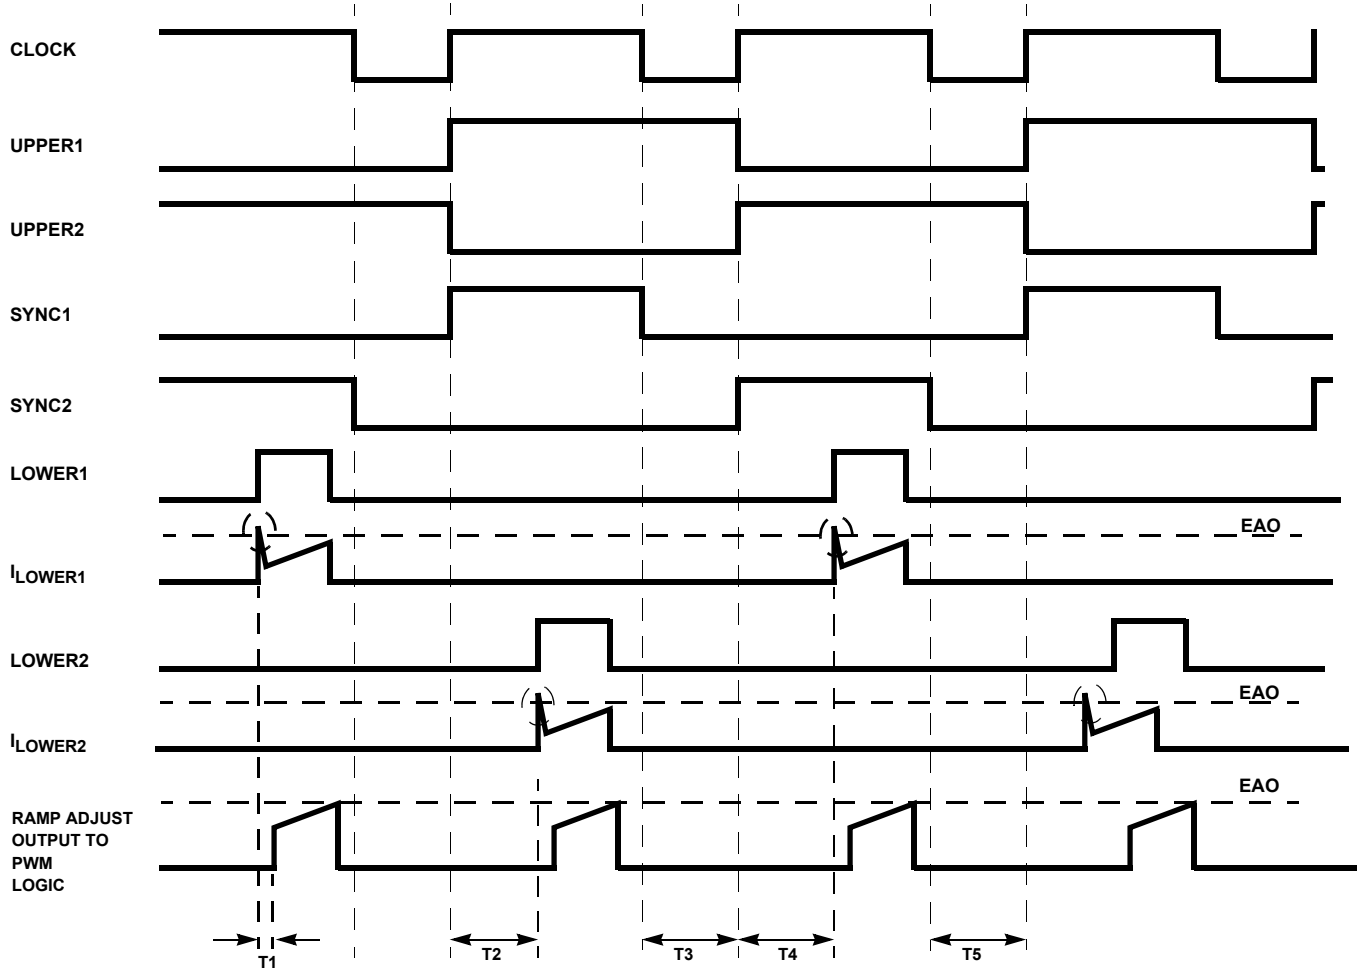 CLOCK
UPPER1
UPPER2
SYNC1
SYNC2
LOWER1
EAO
ILOWER1
LOWER2
EAO
ILOWER2
EAO
RAMP ADJUST
OUTPUT TO
PWM
LOGIC
T1
T2
T3
T4
T5